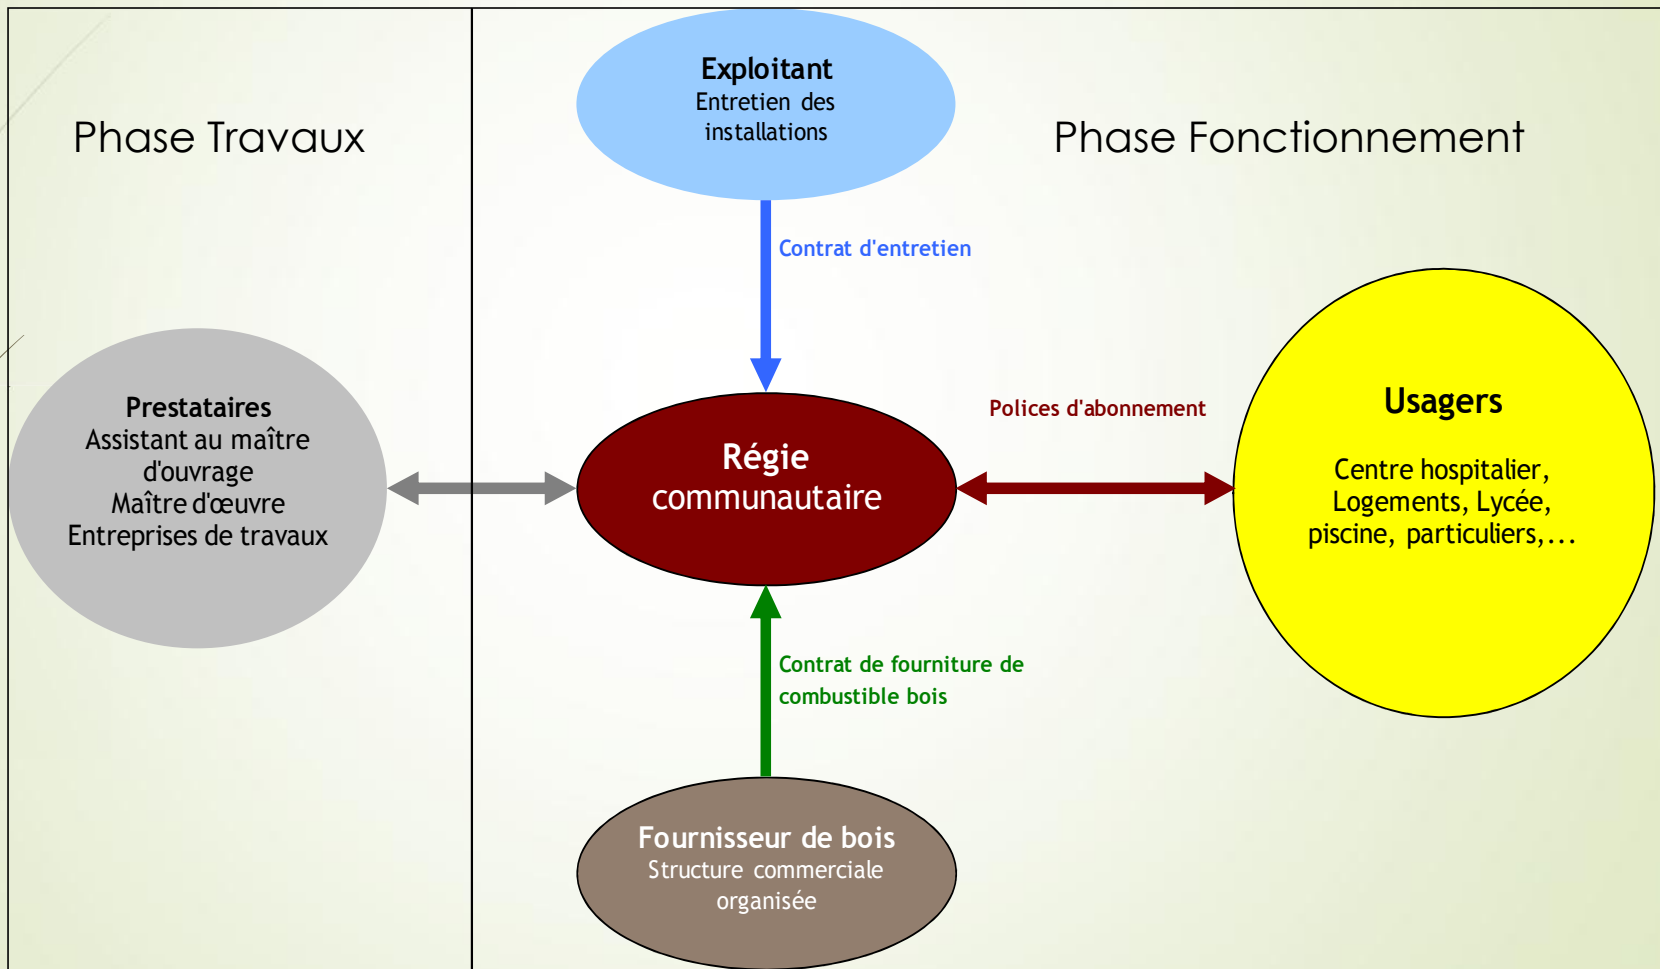 Phase Travaux
Exploitant
Entretien des
installations
Phase Fonctionnement
Contrat d'entretien
Prestataires
Assistant au maître
d'ouvrage
Maître d'œuvre
Entreprises de travaux
Régie
communautaire
Polices d'abonnement
Usagers
Centre hospitalier,
Logements, Lycée,
piscine, particuliers,...
Contrat de fourniture de
combustible bois
Fournisseur de bois
Structure commerciale
organisée